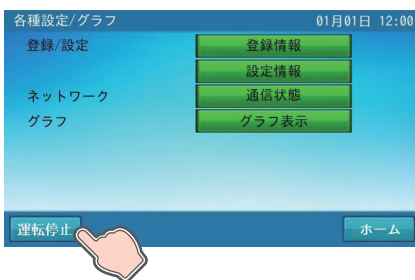 各種設定/グラフ 01月01日 12:00
登録/設定 登録情報
設定情報
ネットワーク 通信状態
グラフ グラフ表示
運転停止 ホーム